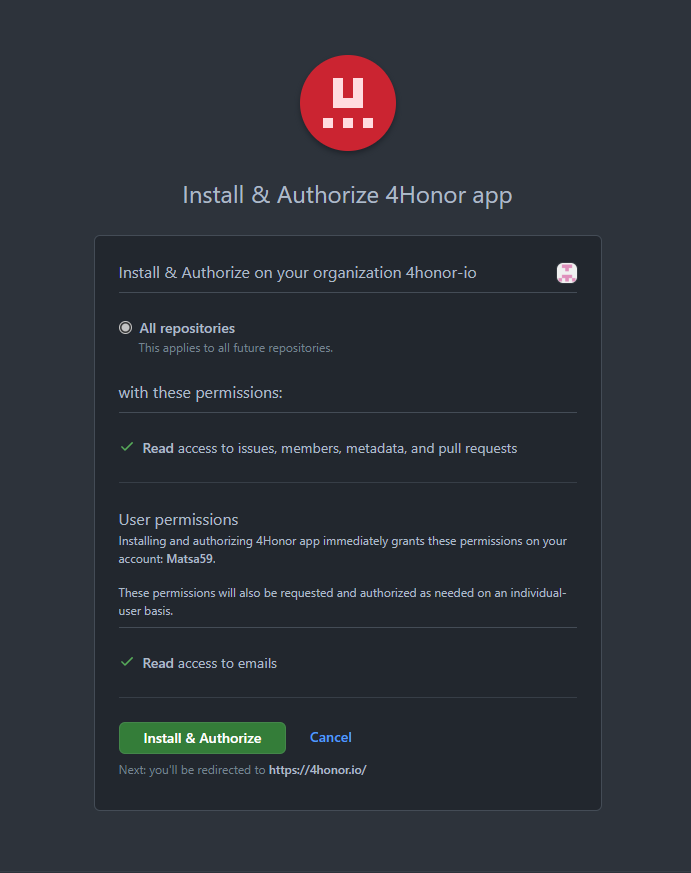 Install & Authorize 4Honor app
Install & Authorize on your organization 4honor-io
All repositories
This applies to all future repositories.
with these permissions:
Read access to issues, members, metadata, and pull requests
User permissions
Installing and authorizing 4Honor app immediately grants these permissions on your
account: Matsa59.
These permissions will also be requested and authorized as needed on an individual-
user basis.
Read access to emails
Install & Authorize
Cancel
Next: you'll be redirected to https://4honor.io/